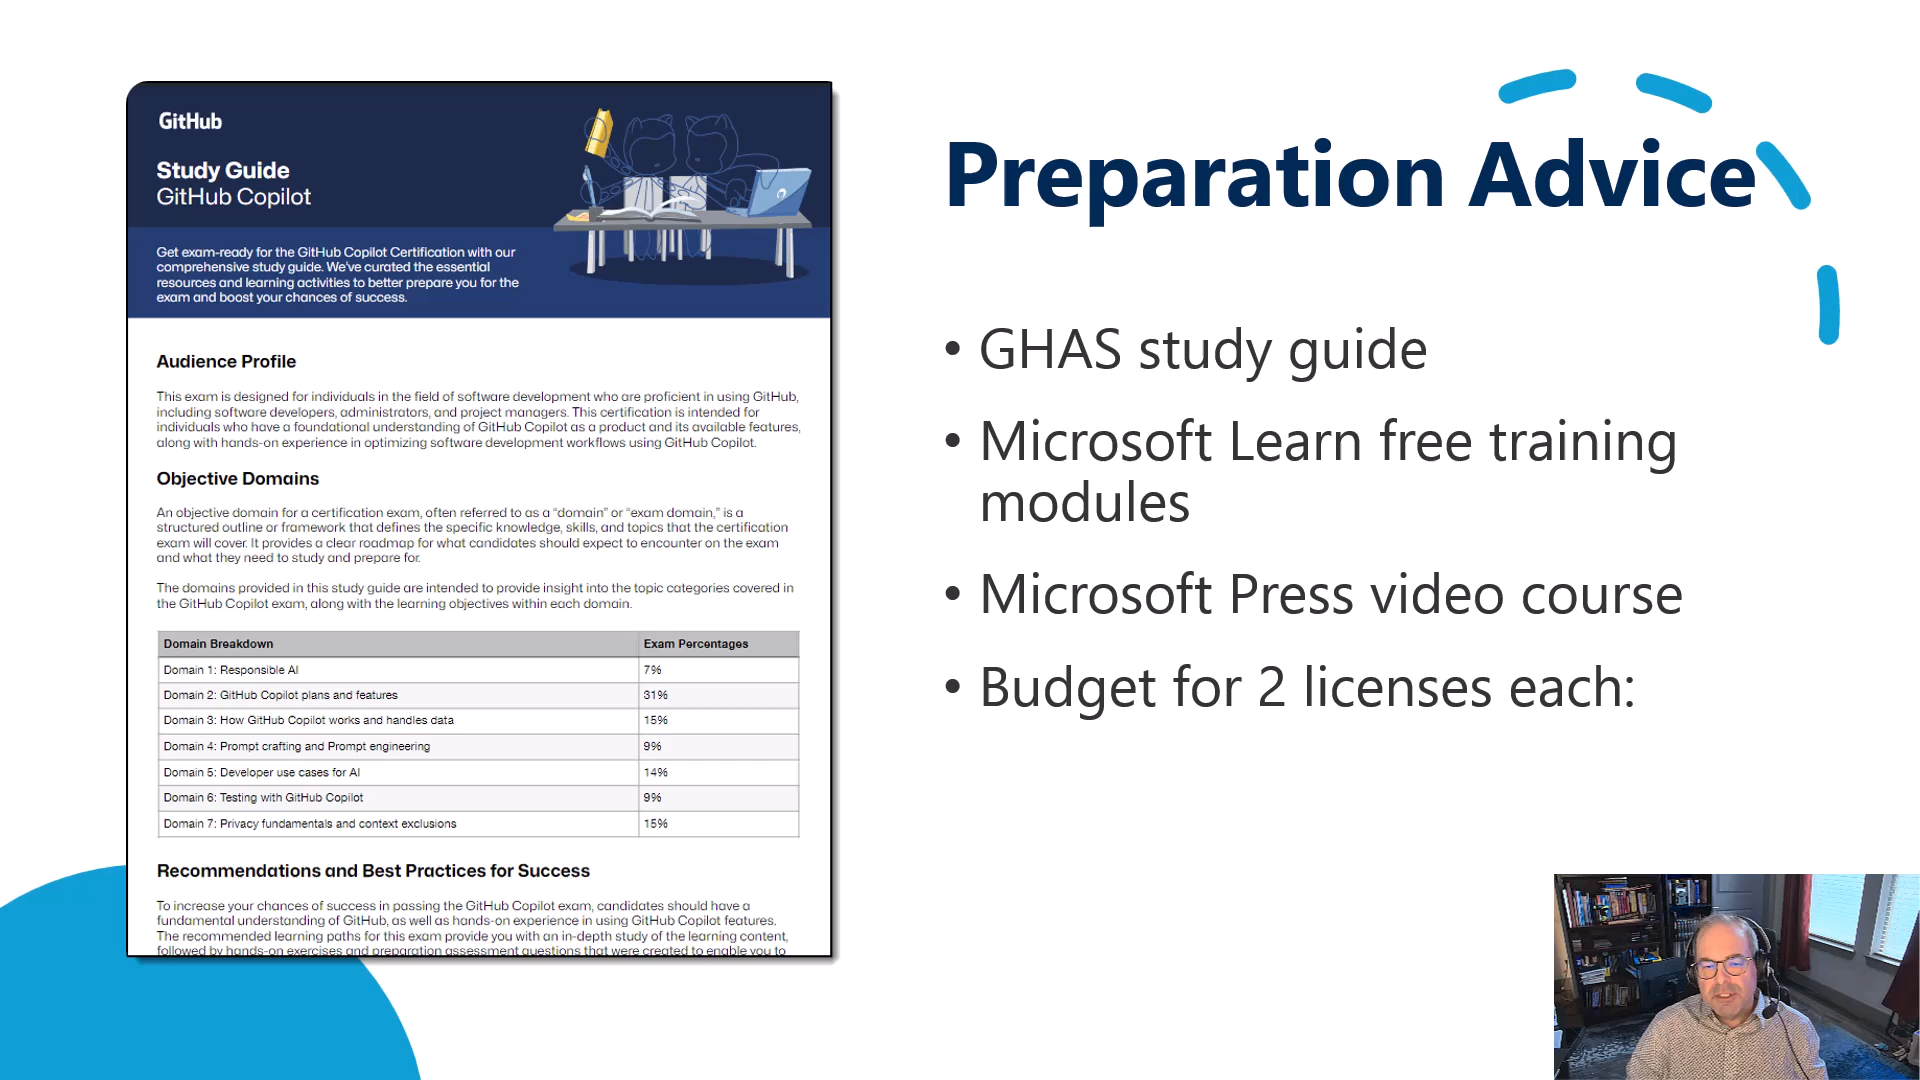 GitHub
Study Guide
GitHub Copilot
Get exam-ready for the GitHub Copilot Certification with our
comprehensive study guide. We've curated the essential
resources and learning activities to better prepare you for the
exam and boost your chances of success.
Audience Profile
This exam is designed for individuals in the field of software development who are proficient in using GitHub,
including software developers, administrators, and project managers. This certification is intended for
individuals who have a foundational understanding of GitHub Copilot as a product and its available features,
along with hands-on experience in optimizing software development workflows using GitHub Copilot.
Objective Domains
An objective domain for a certification exam, often referred to as a “domain” or “exam domain,” is a
structured outline or framework that defines the specific knowledge, skills, and topics that the certification
exam will cover. It provides a clear roadmap for what candidates should expect to encounter on the exam
and what they need to study and prepare for.
The domains provided in this study guide are intended to provide insight into the topic categories covered in
the GitHub Copilot exam, along with the learning objectives within each domain.
Domain Breakdown Exam Percentages
Domain 1: Responsible AI 7%
Domain 2: GitHub Copilot plans and features 31%
Domain 3: How GitHub Copilot works and handles data 15%
Domain 4: Prompt crafting and Prompt engineering 9%
Domain 5: Developer use cases for AI 14%
Domain 6: Testing with GitHub Copilot 9%
Domain 7: Privacy fundamentals and context exclusions 15%
Recommendations and Best Practices for Success
To increase your chances of success in passing the GitHub Copilot exam, candidates should have a
fundamental understanding of GitHub, as well as hands-on experience in using GitHub Copilot features.
The recommended learning paths for this exam provide you with an in-depth study of the learning content,
followed by hands-on exercises and preparation assessment questions that were created to enable you to
Preparation Advice
• GHAS study guide
• Microsoft Learn free training
modules
• Microsoft Press video course
• Budget for 2 licenses each: